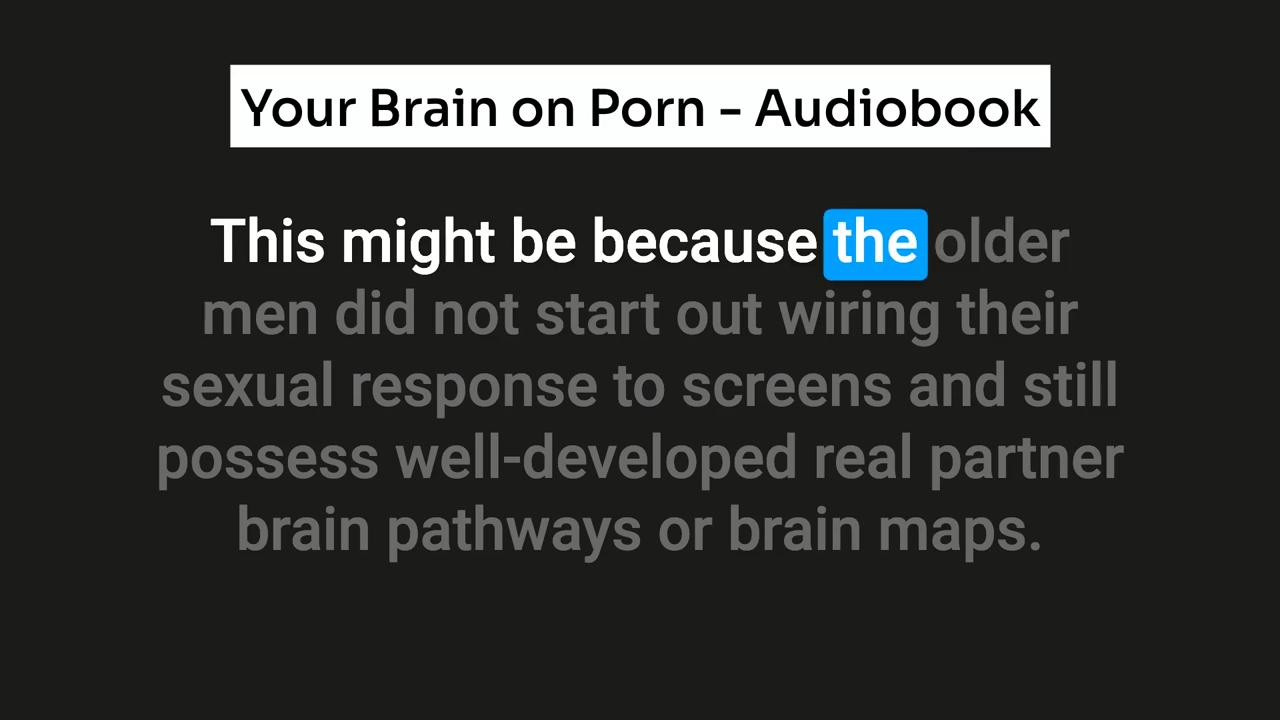 Your Brain on Porn - Audiobook
This might be because the older
men did not start out wiring their
sexual response to screens and still
possess well-developed real partner
brain pathways or brain maps.